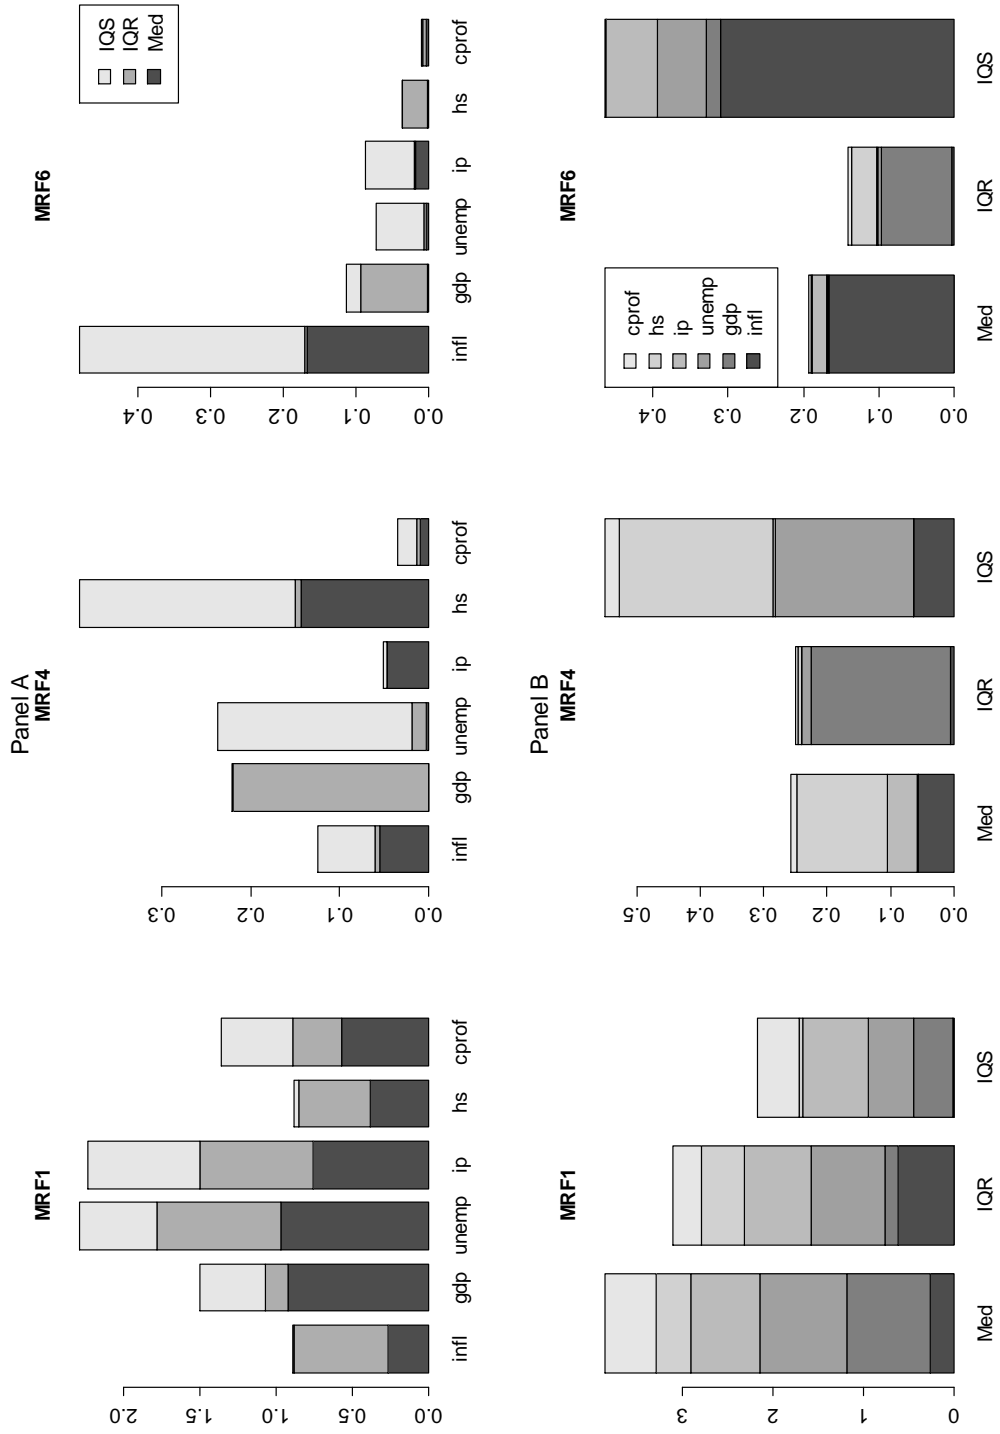 Panel A
MRF1
MRF4
MRF6
2.0
1.5
1.0
0.5
0.0
infl gdp unemp ip hs cprof
0.3
0.2
0.1
0.0
infl gdp unemp ip hs cprof
0.4
0.3
0.2
0.1
0.0
infl gdp unemp ip hs cprof
IQS
IQR
Med
Panel B
MRF1
MRF4
MRF6
3
2
1
0
Med IQR IQS
0.5
0.4
0.3
0.2
0.1
0.0
Med IQR IQS
0.4
0.3
0.2
0.1
0.0
Med IQR IQS
cprof
hs
ip
unemp
gdp
infl